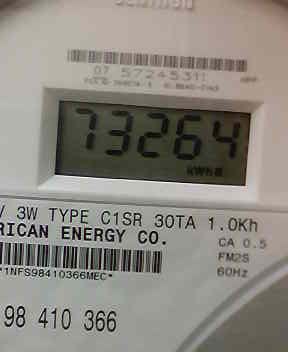 07 57245311
73264
kWh
V 3W TYPE C1SR 30TA 1.0Kh
RICAN ENERGY CO.
CA 0.5
FM2S
60Hz
*1NFS98410366MEC*
98 410 366